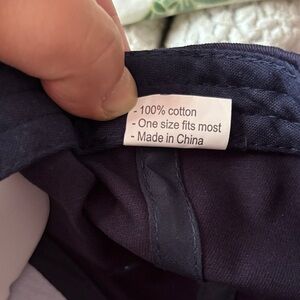 - 100% cotton
- One size fits most
- Made in China